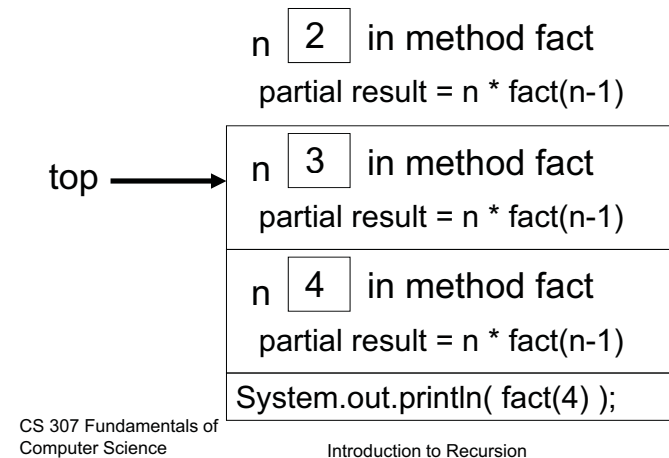 n 2 in method fact
partial result = n * fact(n-1)
top
n 3 in method fact
partial result = n * fact(n-1)
n 4 in method fact
partial result = n * fact(n-1)
System.out.println( fact(4) );
CS 307 Fundamentals of
Computer Science
Introduction to Recursion